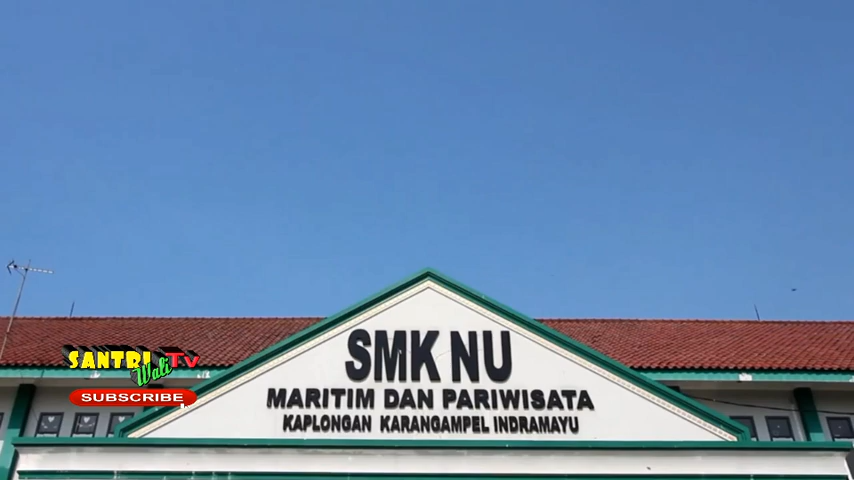 SMK NU
MARITIM DAN PARIWISATA
KAPLONGAN KARANGAMPEL INDRAMAYU
SANTRI Wali Tv
SUBSCRIBE